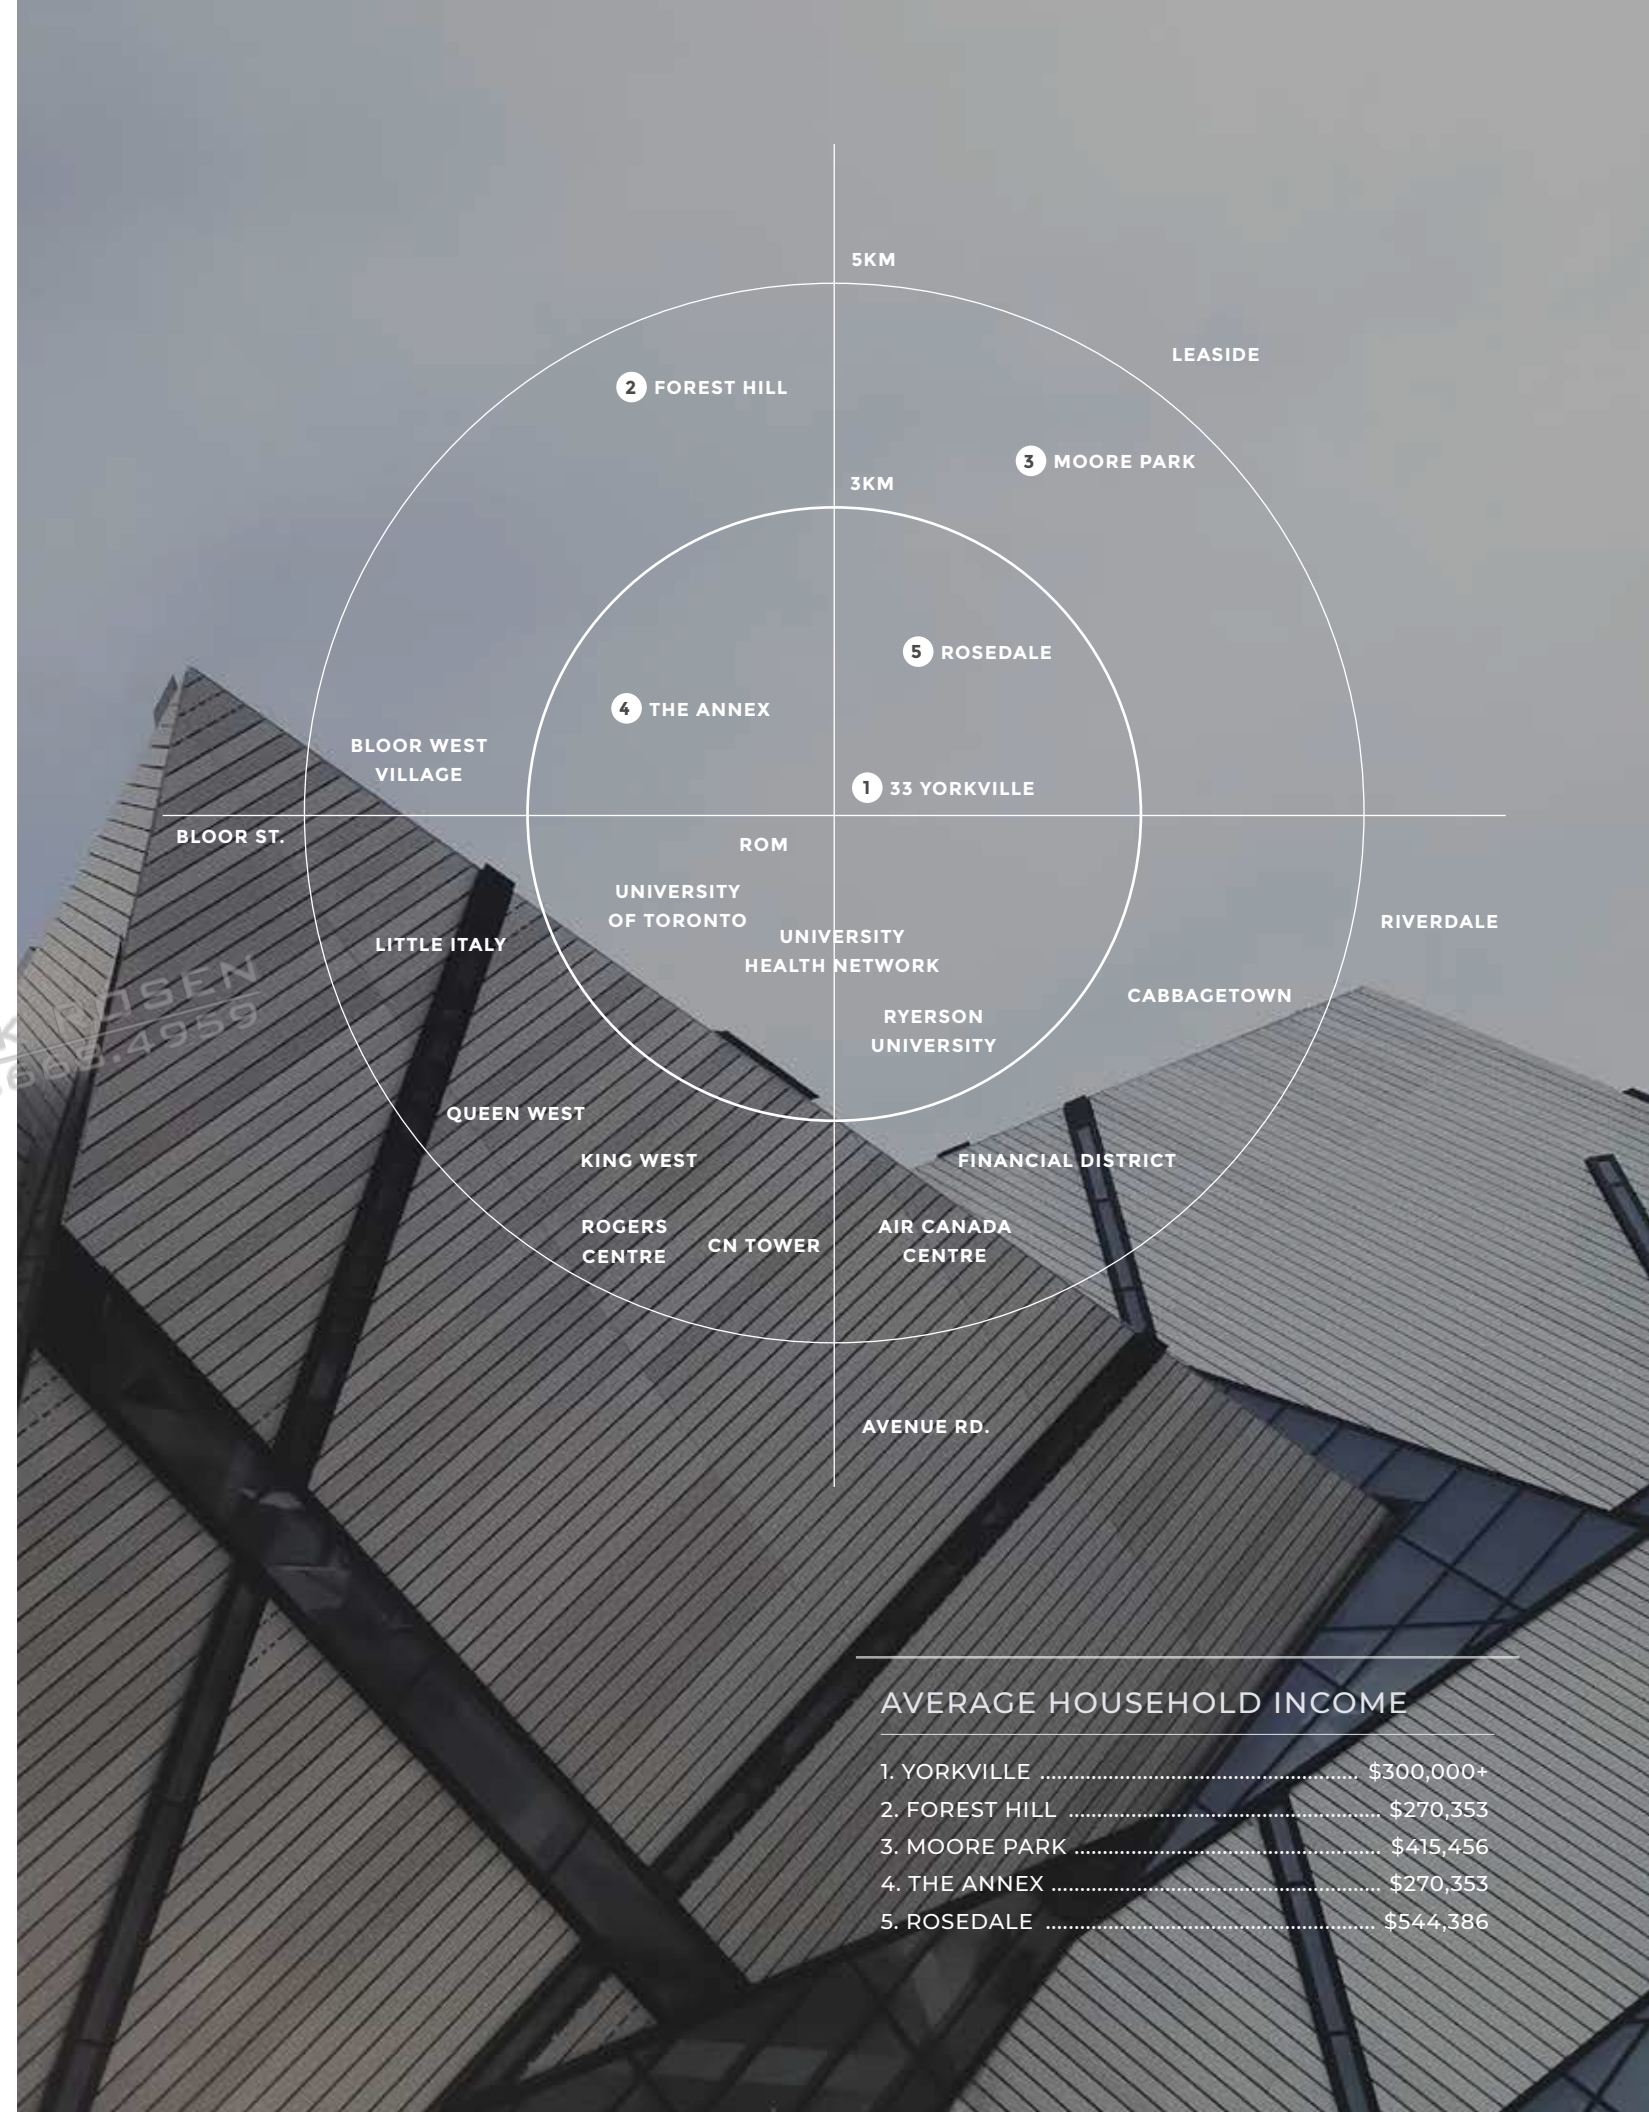 5KM
LEASIDE
2 FOREST HILL
3 MOORE PARK
3KM
5 ROSEDALE
4 THE ANNEX
BLOOR WEST
VILLAGE
1 33 YORKVILLE
BLOOR ST.
ROM
UNIVERSITY
OF TORONTO
UNIVERSITY
HEALTH NETWORK
RIVERDALE
LITTLE ITALY
CABBAGETOWN
RYERSON
UNIVERSITY
QUEEN WEST
KING WEST
FINANCIAL DISTRICT
ROGERS
CENTRE
CN TOWER
AIR CANADA
CENTRE
AVENUE RD.
ROSEN
.4959
AVERAGE HOUSEHOLD INCOME
1. YORKVILLE ........ $300,000+
2. FOREST HILL ........ $270,353
3. MOORE PARK ........ $415,456
4. THE ANNEX ........ $270,353
5. ROSEDALE ........ $544,386